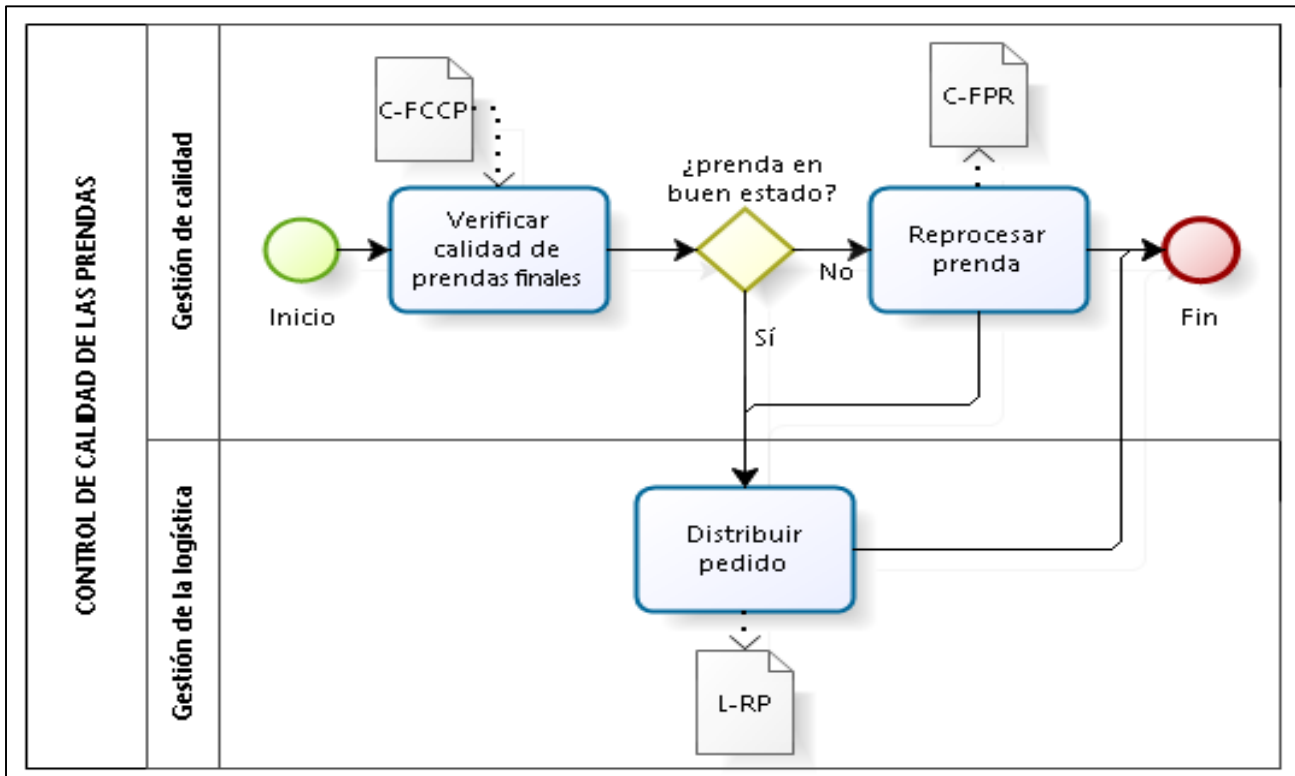 CONTROL DE CALIDAD DE LAS PRENDAS
Gestión de calidad
C-FCCP
C-FPR
¿prenda en
buen estado?
Verificar
calidad de
prendas finales
Reprocesar
prenda
No
Inicio
Fin
Sí
Gestión de la logística
Distribuir
pedido
L-RP